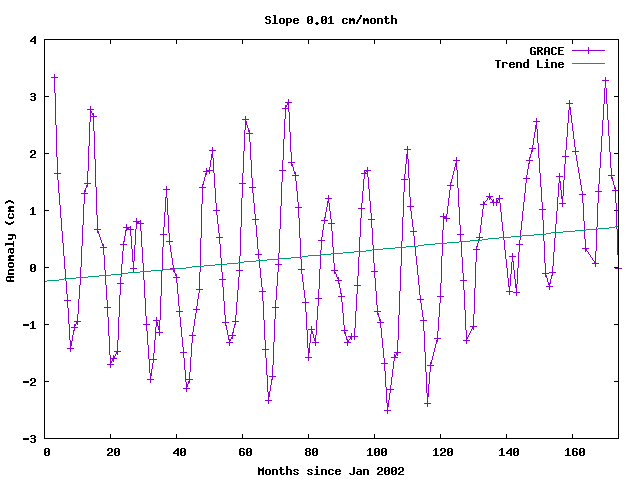 Slope 0.01 cm/month
GRACE
Trend Line
Anomaly (cm)
4
3
2
1
0
-1
-2
-3
0 20 40 60 80 100 120 140 160
Months since Jan 2002